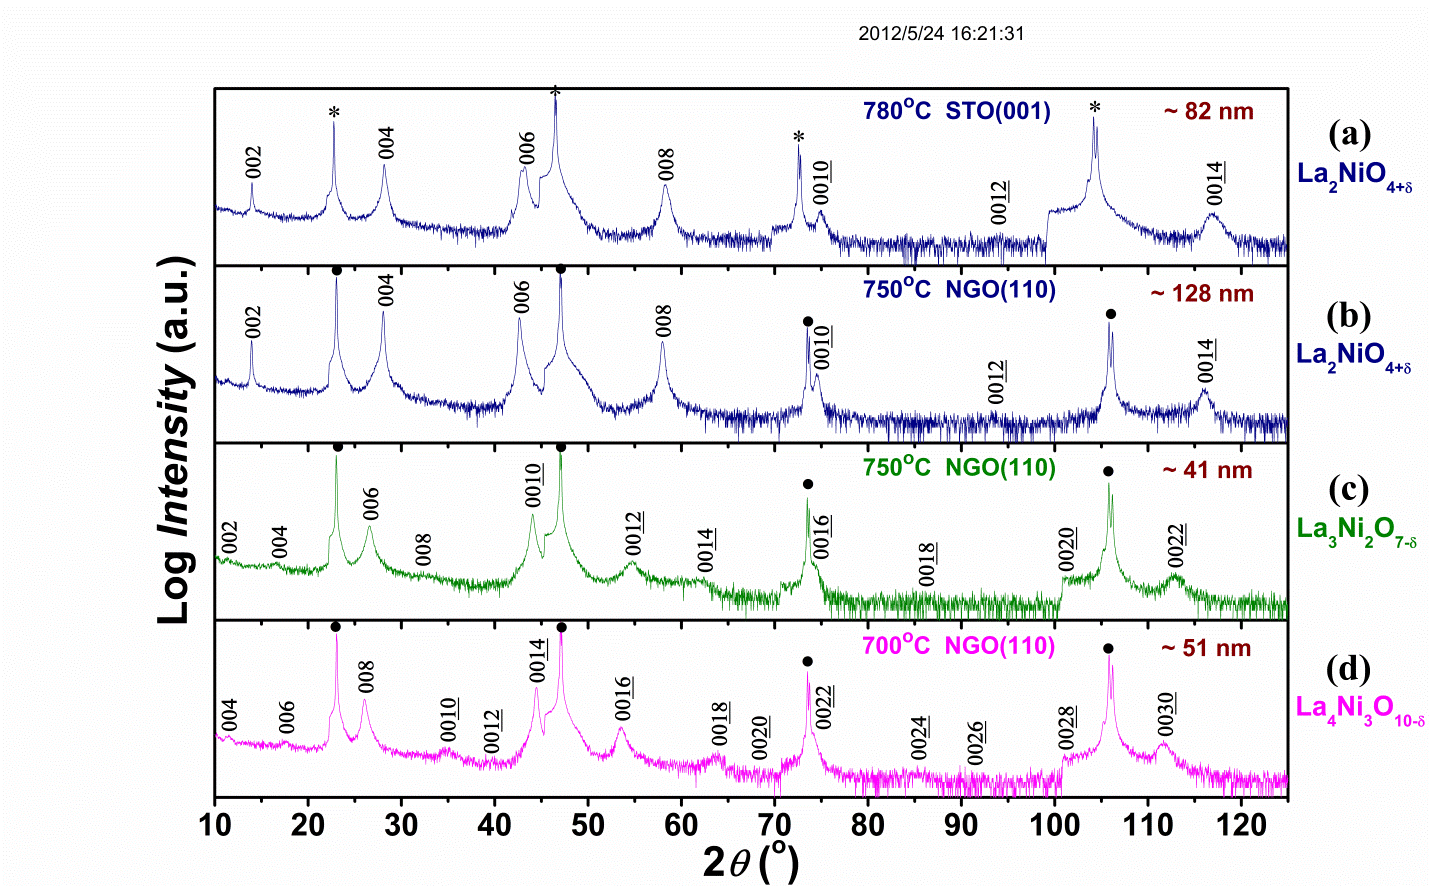 2012/5/24 16:21:31
780°C STO(001) ~ 82 nm
(a)
La₂NiO₄₊δ
002 * 004 006 * 008 * 0010 0012 * 0014
750°C NGO(110) ~ 128 nm
(b)
La₂NiO₄₊δ
002 004 006 008 0010 0012 0014
750°C NGO(110) ~ 41 nm
(c)
La₃Ni₂O₇₋δ
002 004 006 008 0010 0012 0014 0016 0018 0020 0022
700°C NGO(110) ~ 51 nm
(d)
La₄Ni₃O₁₀₋δ
004 006 008 0010 0012 0014 0016 0018 0020 0022 0024 0026 0028 0030
Log Intensity (a.u.)
10 20 30 40 50 60 70 80 90 100 110 120
2θ (°)